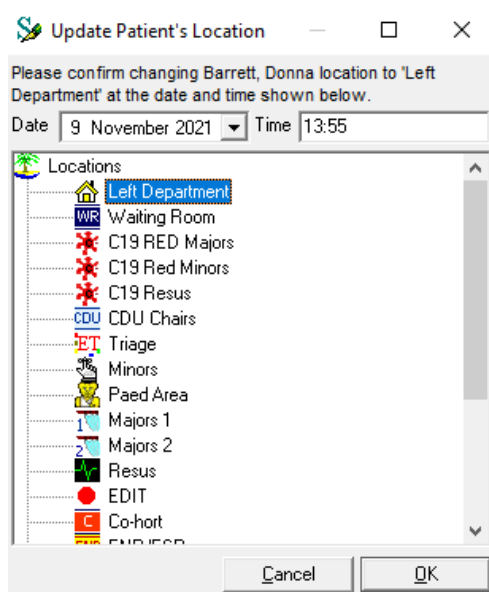 Update Patient's Location
Please confirm changing Barrett, Donna location to 'Left
Department' at the date and time shown below.
Date 9 November 2021 Time 13:55
Locations
Left Department
WR Waiting Room
C19 RED Majors
C19 Red Minors
C19 Resus
CDU CDU Chairs
ET Triage
Minors
Paed Area
1 Majors 1
2 Majors 2
Resus
EDIT
C Co-hort
Cancel OK